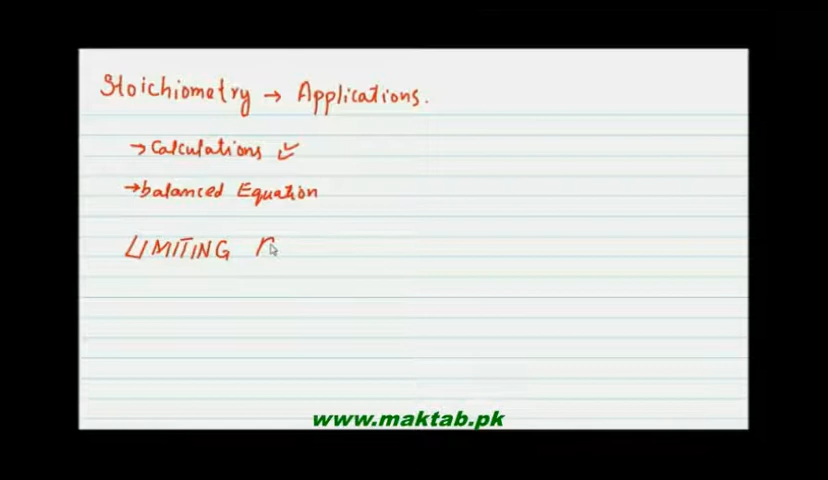 Stoichiometry → Applications.
→ Calculations ✓
→ balanced Equation
LIMITING r
www.maktab.pk